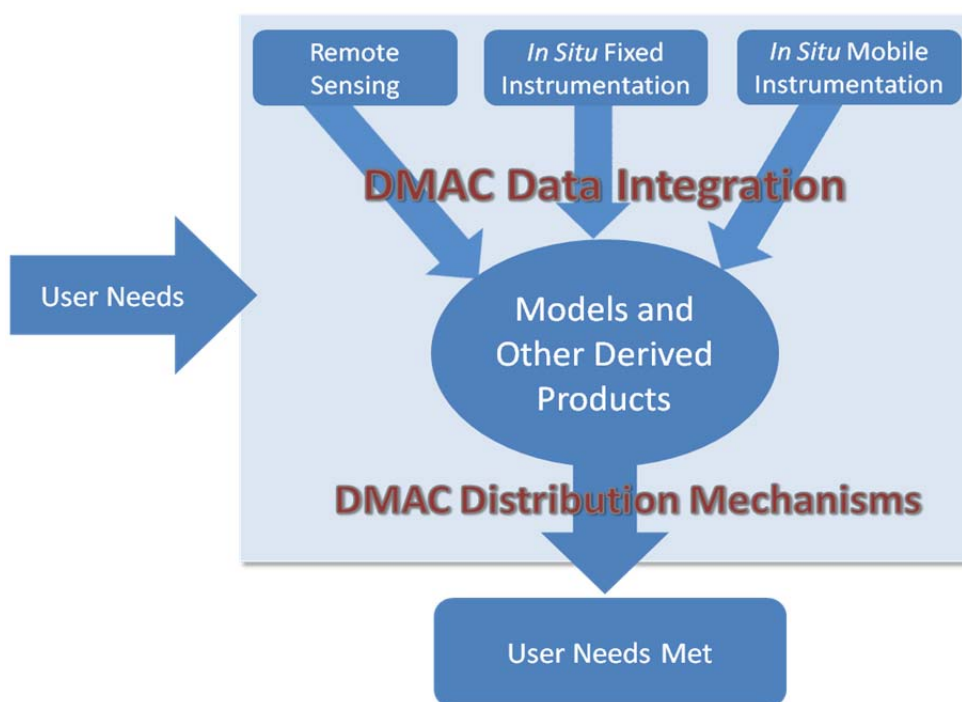 Remote
Sensing
In Situ Fixed
Instrumentation
In Situ Mobile
Instrumentation
DMAC Data Integration
User Needs
Models and
Other Derived
Products
DMAC Distribution Mechanisms
User Needs Met